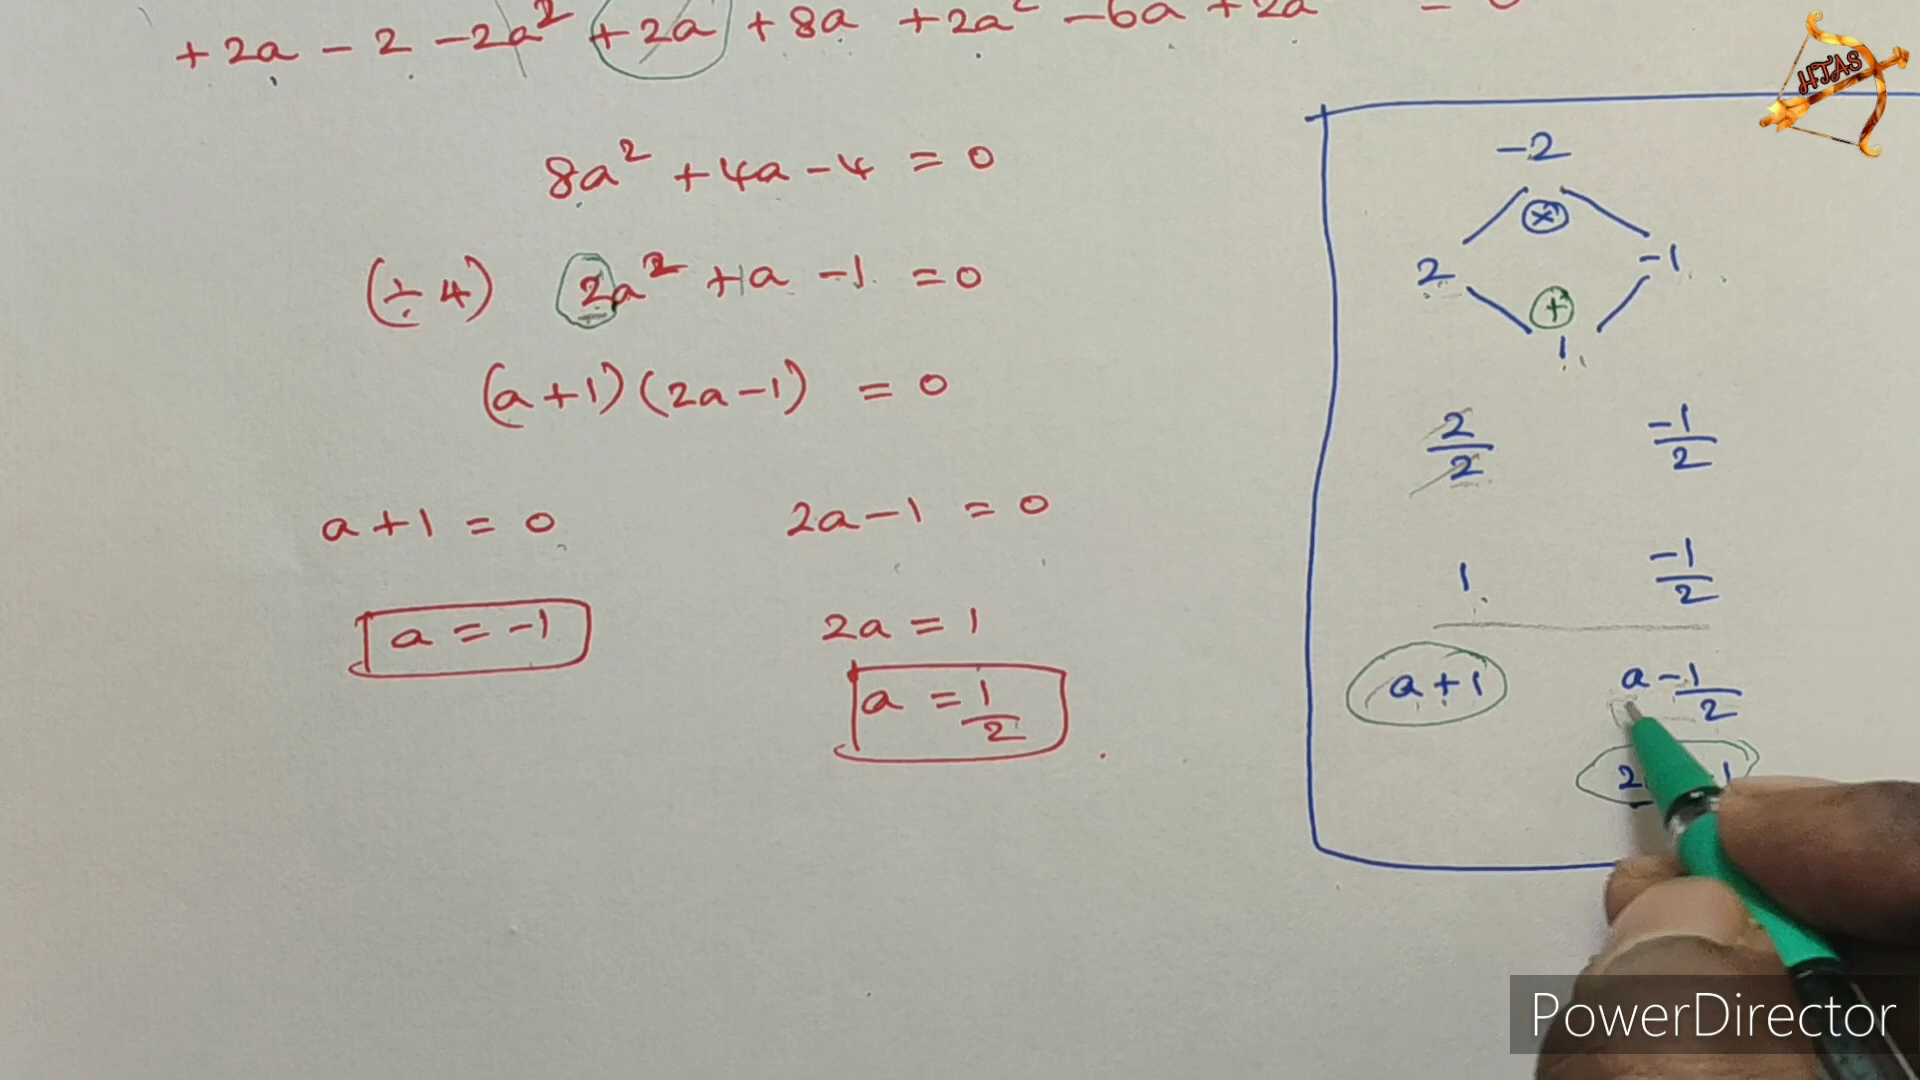 + 2a - 2 - 2a² + 2a + 8a + 2a² - 6a + 2a
HTAS
8a² + 4a - 4 = 0
(÷ 4) 2a² + 1a - 1 = 0
(a+1)(2a-1) = 0
a + 1 = 0 2a - 1 = 0
a = -1 2a = 1
a = 1/2
-2
×
2 -1
+
1
2/2 -1/2
1 -1/2
a + 1 a - 1/2
PowerDirector